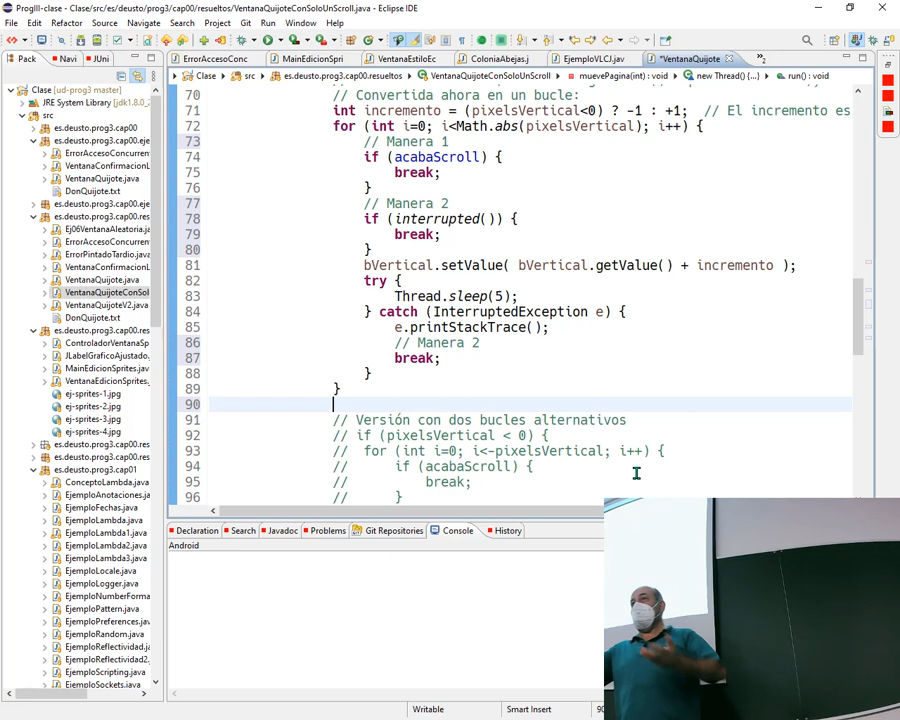 ProgIII-clase - Clase/src/es/deusto/prog3/cap00/resueltos/VentanaQuijoteConSoloUnScroll.java - Eclipse IDE
File Edit Source Refactor Navigate Search Project Git Run Window Help
Pack Navi JUni
ErrorAccesoConc MainEdicionSpri VentanaEstiloEc ColoniaAbejas.j EjemploVLCJ.jav *VentanaQuijote
Clase src es.deusto.prog3.cap00.resueltos VentanaQuijoteConSoloUnScroll muevePagina(int) : void new Thread() {...} run() : void
Clase [ud-prog3 master]
JRE System Library [jdk1.8.0_
src
es.deusto.prog3.cap00
es.deusto.prog3.cap00.eje
ErrorAccesoConcurren
VentanaConfirmacionL
VentanaQuijote.java
DonQuijote.txt
es.deusto.prog3.cap00.eje
es.deusto.prog3.cap00.res
Ej06VentanaAleatoria.j
ErrorAccesoConcurren
ErrorPintadoTardio.java
VentanaConfirmacionL
VentanaQuijote.java
VentanaQuijoteConSol
VentanaQuijoteV2.java
DonQuijote.txt
es.deusto.prog3.cap00.res
ControladorVentanaSp
JLabelGraficoAjustado.
MainEdicionSprites.jav
VentanaEdicionSprites.
ej-sprites-1.jpg
ej-sprites-2.jpg
ej-sprites-3.jpg
ej-sprites-4.jpg
es.deusto.prog3.cap00.res
es.deusto.prog3.cap01
ConceptoLambda.java
EjemploAnotaciones.java
EjemploFechas.java
EjemploLambda.java
EjemploLambda1.java
EjemploLambda2.java
EjemploLambda3.java
EjemploLocale.java
EjemploLogger.java
EjemploNumberForma
EjemploPattern.java
EjemploPreferences.java
EjemploRandom.java
EjemploReflectividad.java
EjemploReflectividad2.
EjemploScripting.java
EjemploSockets.java
70 // Convertida ahora en un bucle:
71 int incremento = (pixelsVertical<0) ? -1 : +1; // El incremento es
72 for (int i=0; i<Math.abs(pixelsVertical); i++) {
73 // Manera 1
74 if (acabaScroll) {
75 break;
76 }
77 // Manera 2
78 if (interrupted()) {
79 break;
80 }
81 bVertical.setValue( bVertical.getValue() + incremento );
82 try {
83 Thread.sleep(5);
84 } catch (InterruptedException e) {
85 e.printStackTrace();
86 // Manera 2
87 break;
88 }
89 }
90
91 // Versión con dos bucles alternativos
92 // if (pixelsVertical < 0) {
93 // for (int i=0; i<-pixelsVertical; i++) {
94 // if (acabaScroll) {
95 // break;
96 // }
Declaration Search Javadoc Problems Git Repositories Console History
Android
Writable Smart Insert